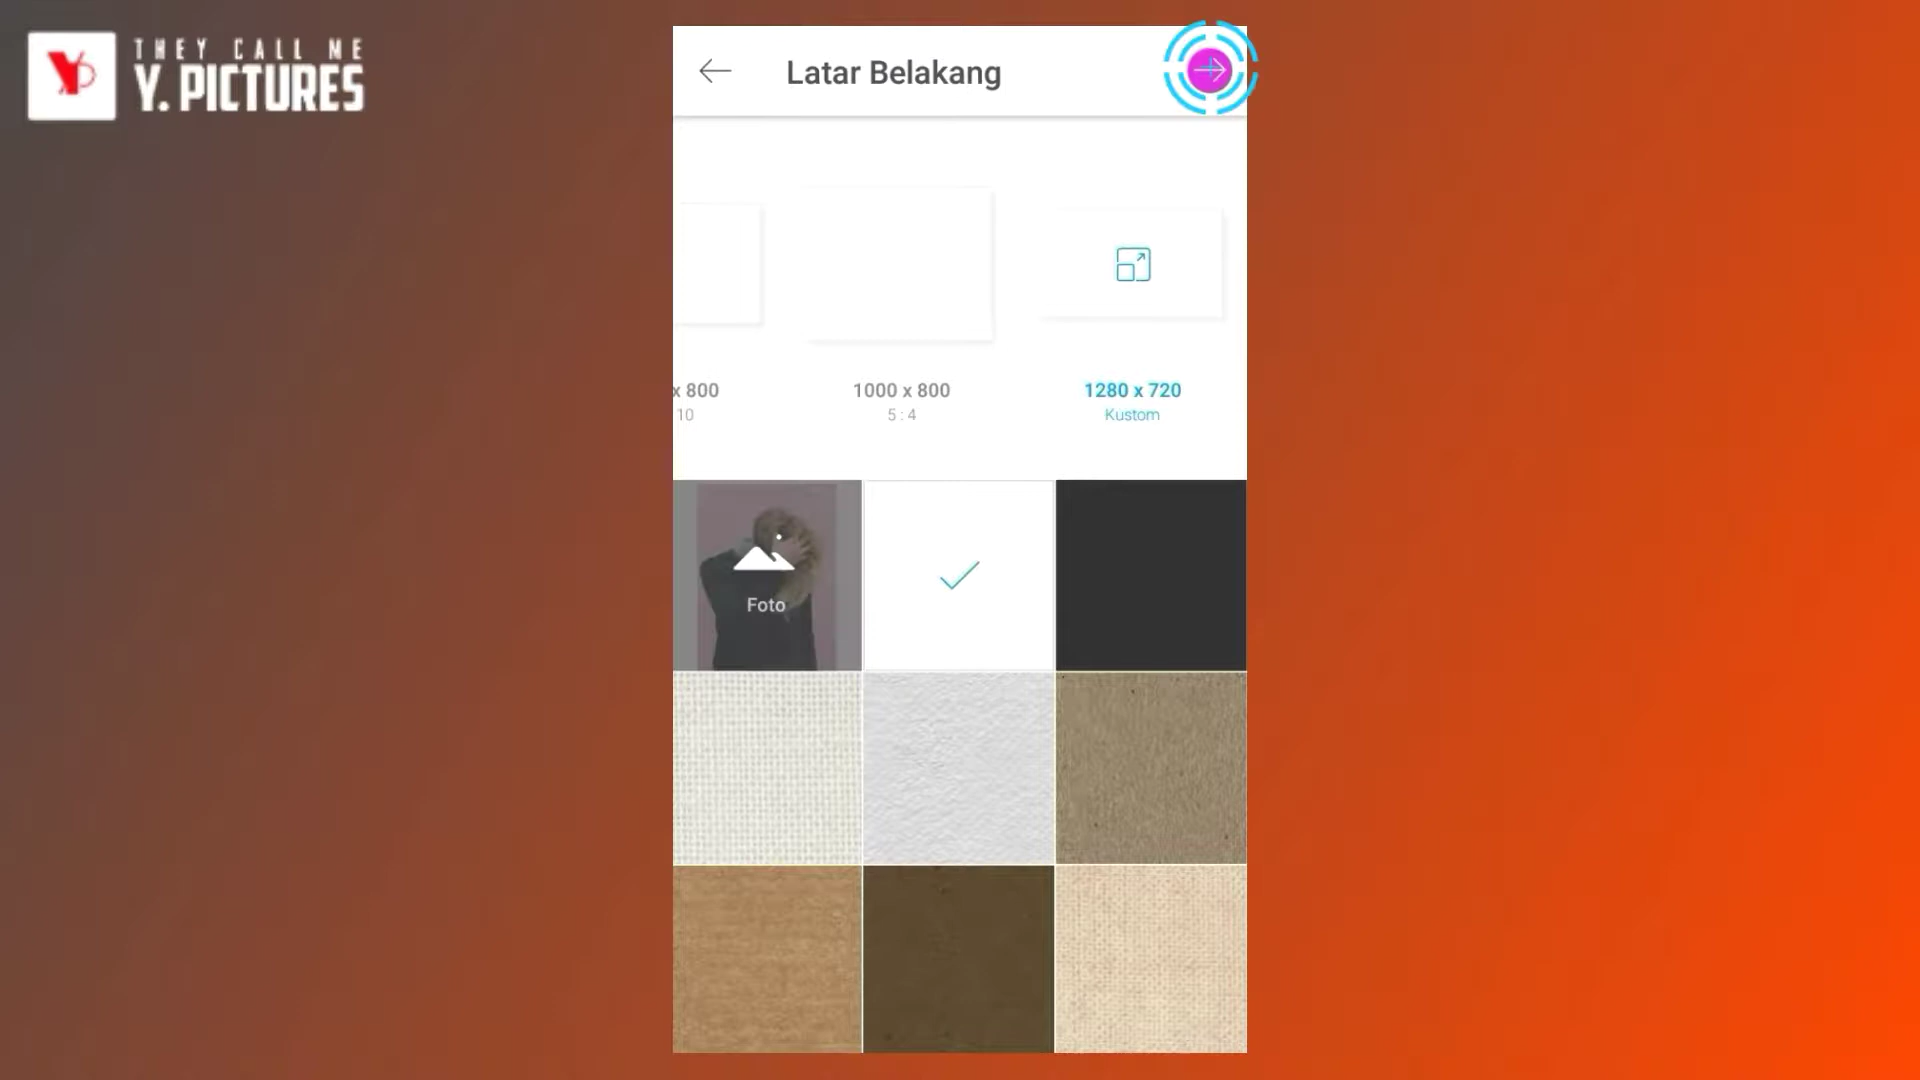 THEY CALL ME
Y. PICTURES
Latar Belakang
x 800
10
1000 x 800
5 : 4
1280 x 720
Kustom
Foto